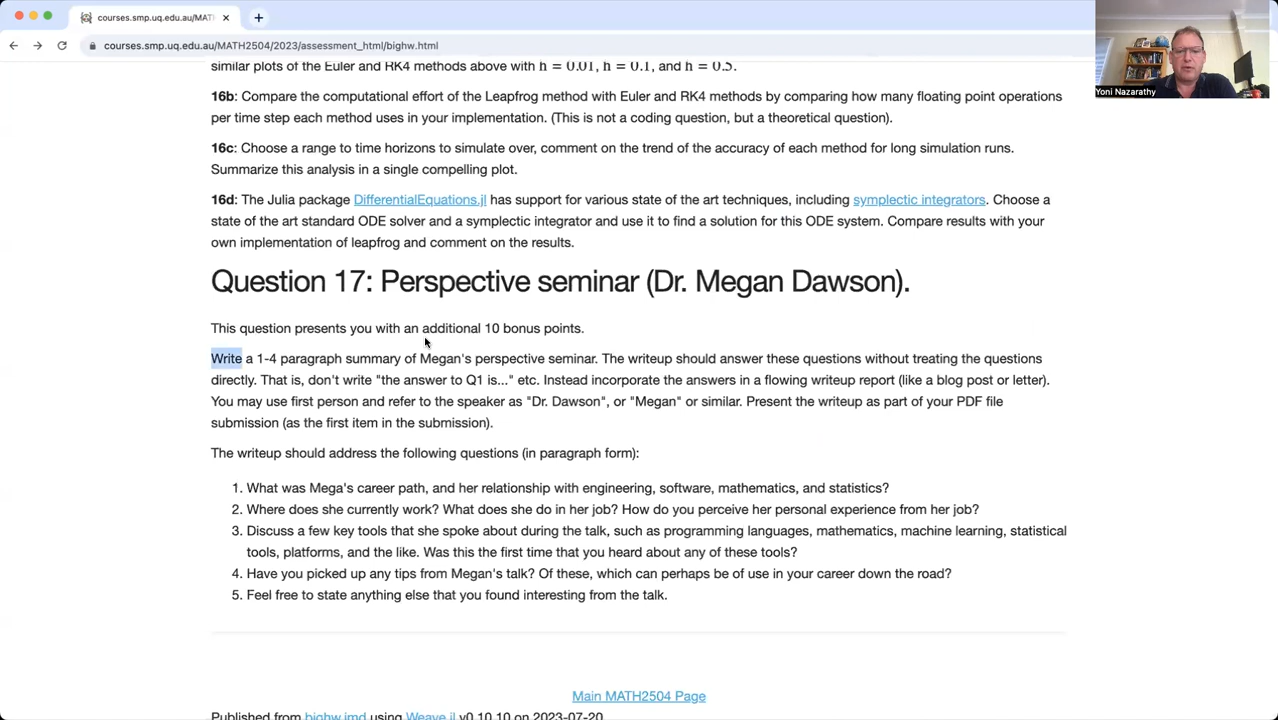 courses.smp.uq.edu.au/MAT
courses.smp.uq.edu.au/MATH2504/2023/assessment_html/bighw.html
Yoni Nazarathy
similar plots of the Euler and RK4 methods above with h = 0.01, h = 0.1, and h = 0.5.
16b: Compare the computational effort of the Leapfrog method with Euler and RK4 methods by comparing how many floating point operations
per time step each method uses in your implementation. (This is not a coding question, but a theoretical question).
16c: Choose a range to time horizons to simulate over, comment on the trend of the accuracy of each method for long simulation runs.
Summarize this analysis in a single compelling plot.
16d: The Julia package DifferentialEquations.jl has support for various state of the art techniques, including symplectic integrators. Choose a
state of the art standard ODE solver and a symplectic integrator and use it to find a solution for this ODE system. Compare results with your
own implementation of leapfrog and comment on the results.
Question 17: Perspective seminar (Dr. Megan Dawson).
This question presents you with an additional 10 bonus points.
Write a 1-4 paragraph summary of Megan's perspective seminar. The writeup should answer these questions without treating the questions
directly. That is, don't write "the answer to Q1 is..." etc. Instead incorporate the answers in a flowing writeup report (like a blog post or letter).
You may use first person and refer to the speaker as "Dr. Dawson", or "Megan" or similar. Present the writeup as part of your PDF file
submission (as the first item in the submission).
The writeup should address the following questions (in paragraph form):
1. What was Mega's career path, and her relationship with engineering, software, mathematics, and statistics?
2. Where does she currently work? What does she do in her job? How do you perceive her personal experience from her job?
3. Discuss a few key tools that she spoke about during the talk, such as programming languages, mathematics, machine learning, statistical
tools, platforms, and the like. Was this the first time that you heard about any of these tools?
4. Have you picked up any tips from Megan's talk? Of these, which can perhaps be of use in your career down the road?
5. Feel free to state anything else that you found interesting from the talk.
Main MATH2504 Page
Published from bighw.jmd using Weave.jl v0.10.10 on 2023-07-20.